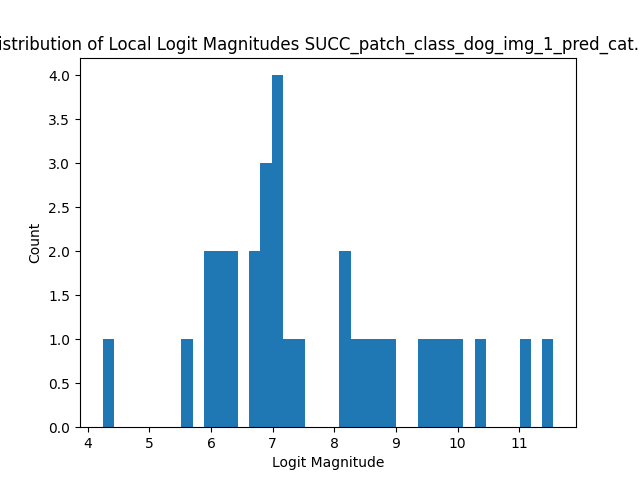 istribution of Local Logit Magnitudes SUCC_patch_class_dog_img_1_pred_cat.
4.0
3.5
3.0
2.5
2.0
1.5
1.0
0.5
0.0
Count
4 5 6 7 8 9 10 11
Logit Magnitude